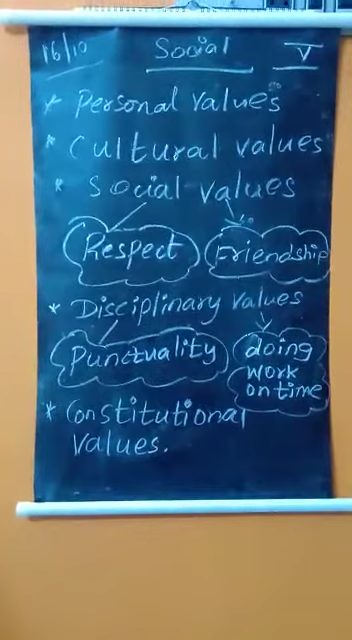 16/10 Social V
* Personal values
* Cultural values
* Social values
Respect Friendship
* Disciplinary values
Punctuality doing
work
on time
* Constitutional
values.